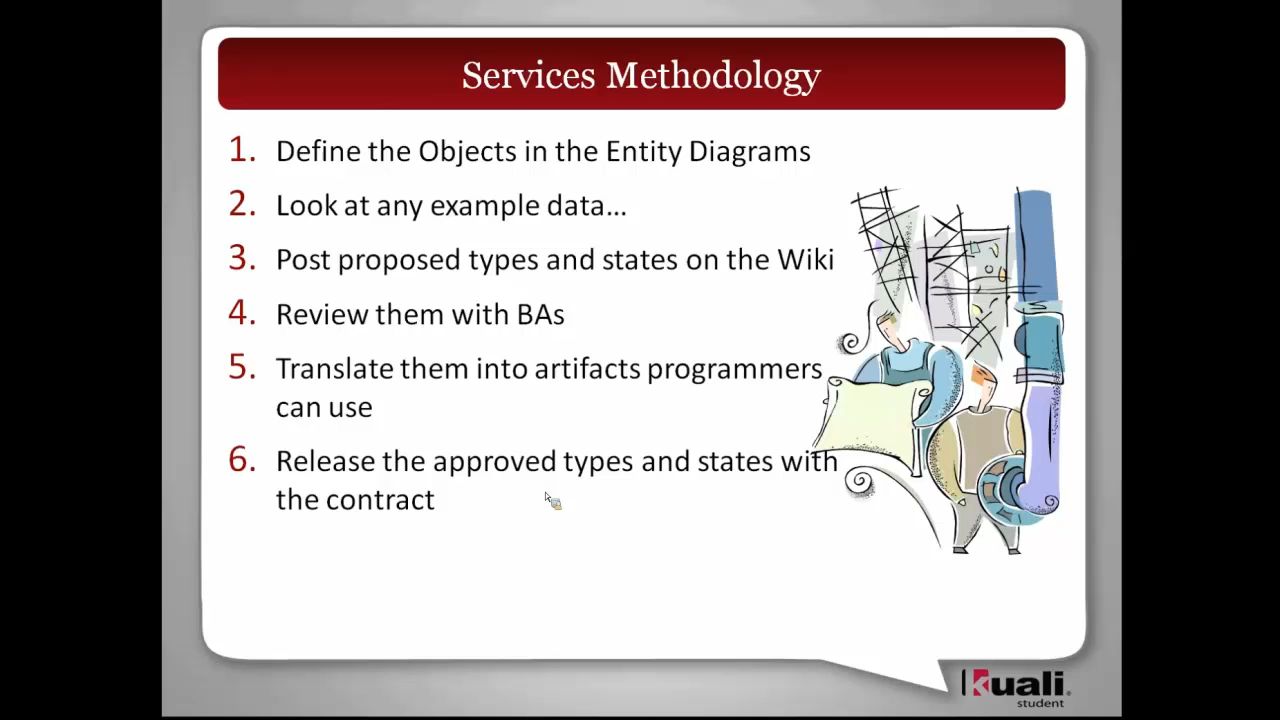 Services Methodology
1. Define the Objects in the Entity Diagrams
2. Look at any example data…
3. Post proposed types and states on the Wiki
4. Review them with BAs
5. Translate them into artifacts programmers
can use
6. Release the approved types and states with
the contract
kuali.
student